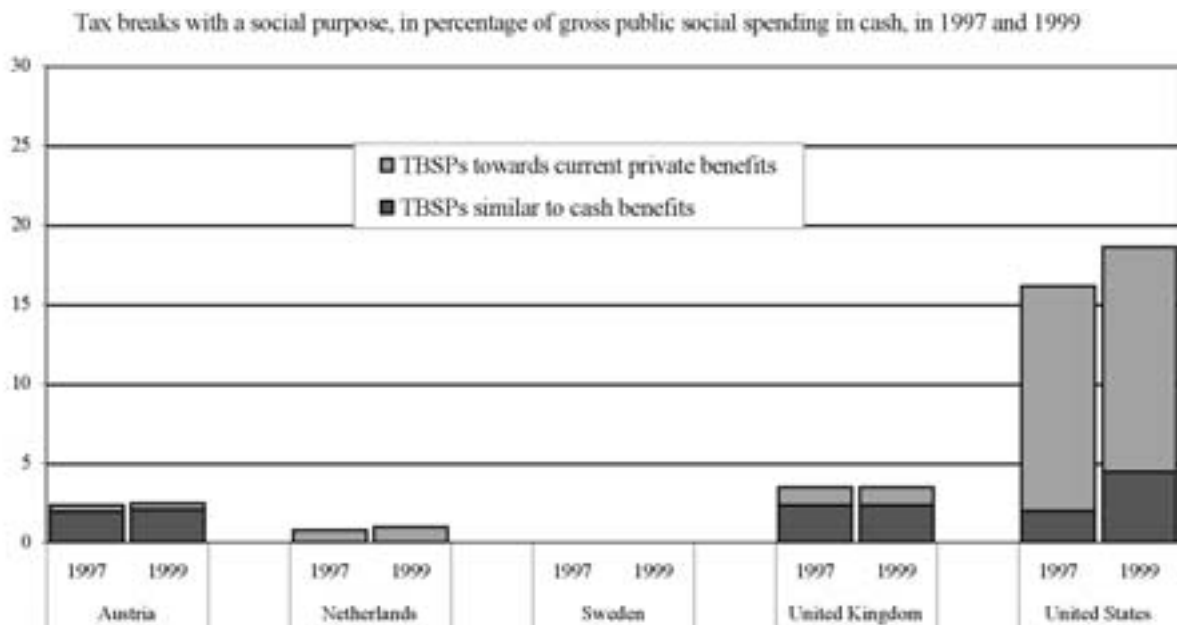 Tax breaks with a social purpose, in percentage of gross public social spending in cash, in 1997 and 1999
30
25
20
15
10
5
0
TBSPs towards current private benefits
TBSPs similar to cash benefits
1997 1999 1997 1999 1997 1999 1997 1999 1997 1999
Austria Netherlands Sweden United Kingdom United States